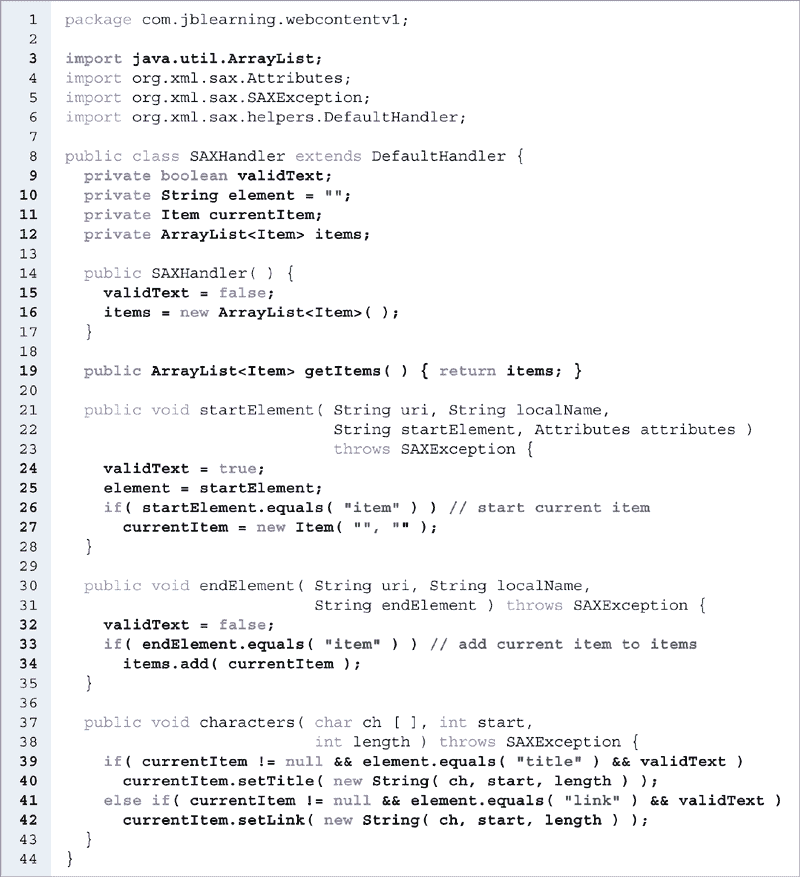 1 package com.jblearning.webcontentv1;
2
3 import java.util.ArrayList;
4 import org.xml.sax.Attributes;
5 import org.xml.sax.SAXException;
6 import org.xml.sax.helpers.DefaultHandler;
7
8 public class SAXHandler extends DefaultHandler {
9   private boolean validText;
10   private String element = "";
11   private Item currentItem;
12   private ArrayList<Item> items;
13
14   public SAXHandler( ) {
15     validText = false;
16     items = new ArrayList<Item>( );
17   }
18
19   public ArrayList<Item> getItems( ) { return items; }
20
21   public void startElement( String uri, String localName,
22                             String startElement, Attributes attributes )
23                             throws SAXException {
24     validText = true;
25     element = startElement;
26     if( startElement.equals( "item" ) ) // start current item
27       currentItem = new Item( "", "" );
28   }
29
30   public void endElement( String uri, String localName,
31                           String endElement ) throws SAXException {
32     validText = false;
33     if( endElement.equals( "item" ) ) // add current item to items
34       items.add( currentItem );
35   }
36
37   public void characters( char ch [ ], int start,
38                           int length ) throws SAXException {
39     if( currentItem != null && element.equals( "title" ) && validText )
40       currentItem.setTitle( new String( ch, start, length ) );
41     else if( currentItem != null && element.equals( "link" ) && validText )
42       currentItem.setLink( new String( ch, start, length ) );
43   }
44 }